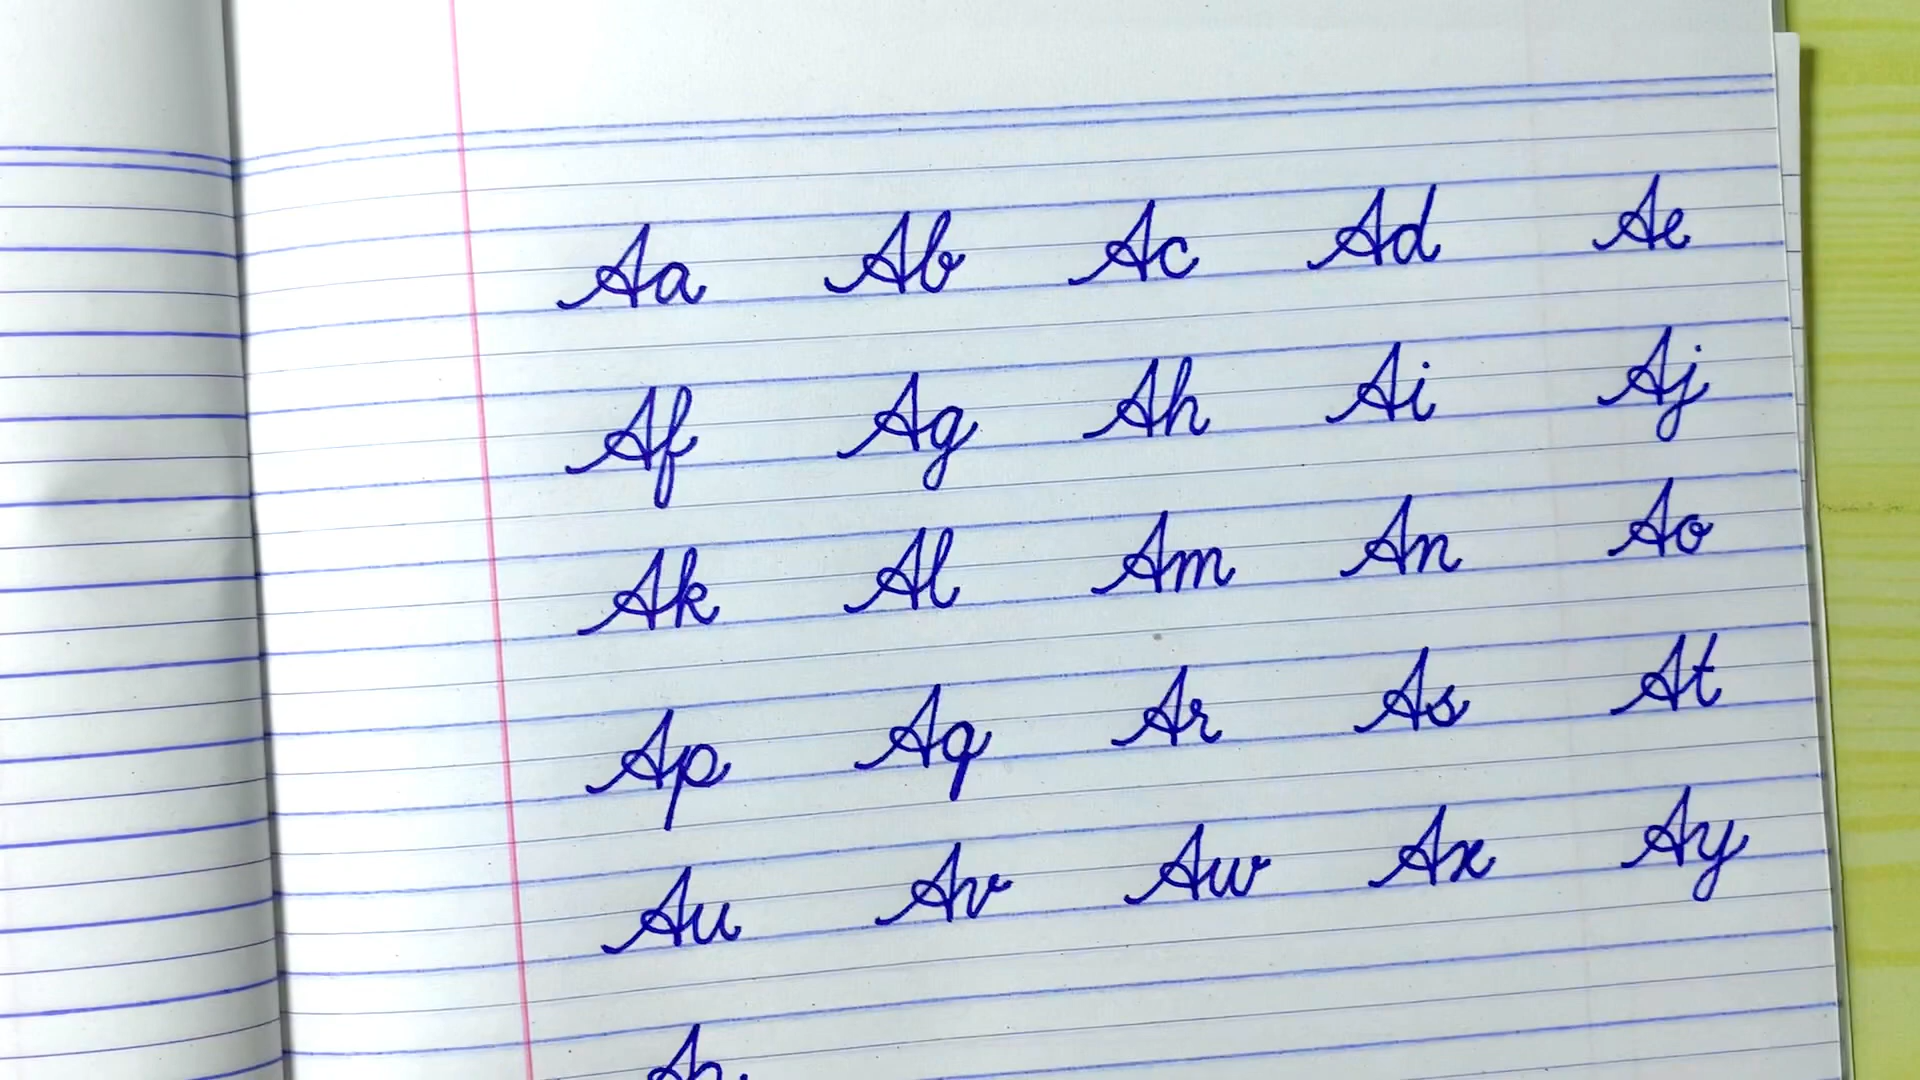 Aa Ab Ac Ad Ae
Af Ag Ah Ai Aj
Ak Al Am An Ao
Ap Aq Ar As At
Au Av Aw Ax Ay